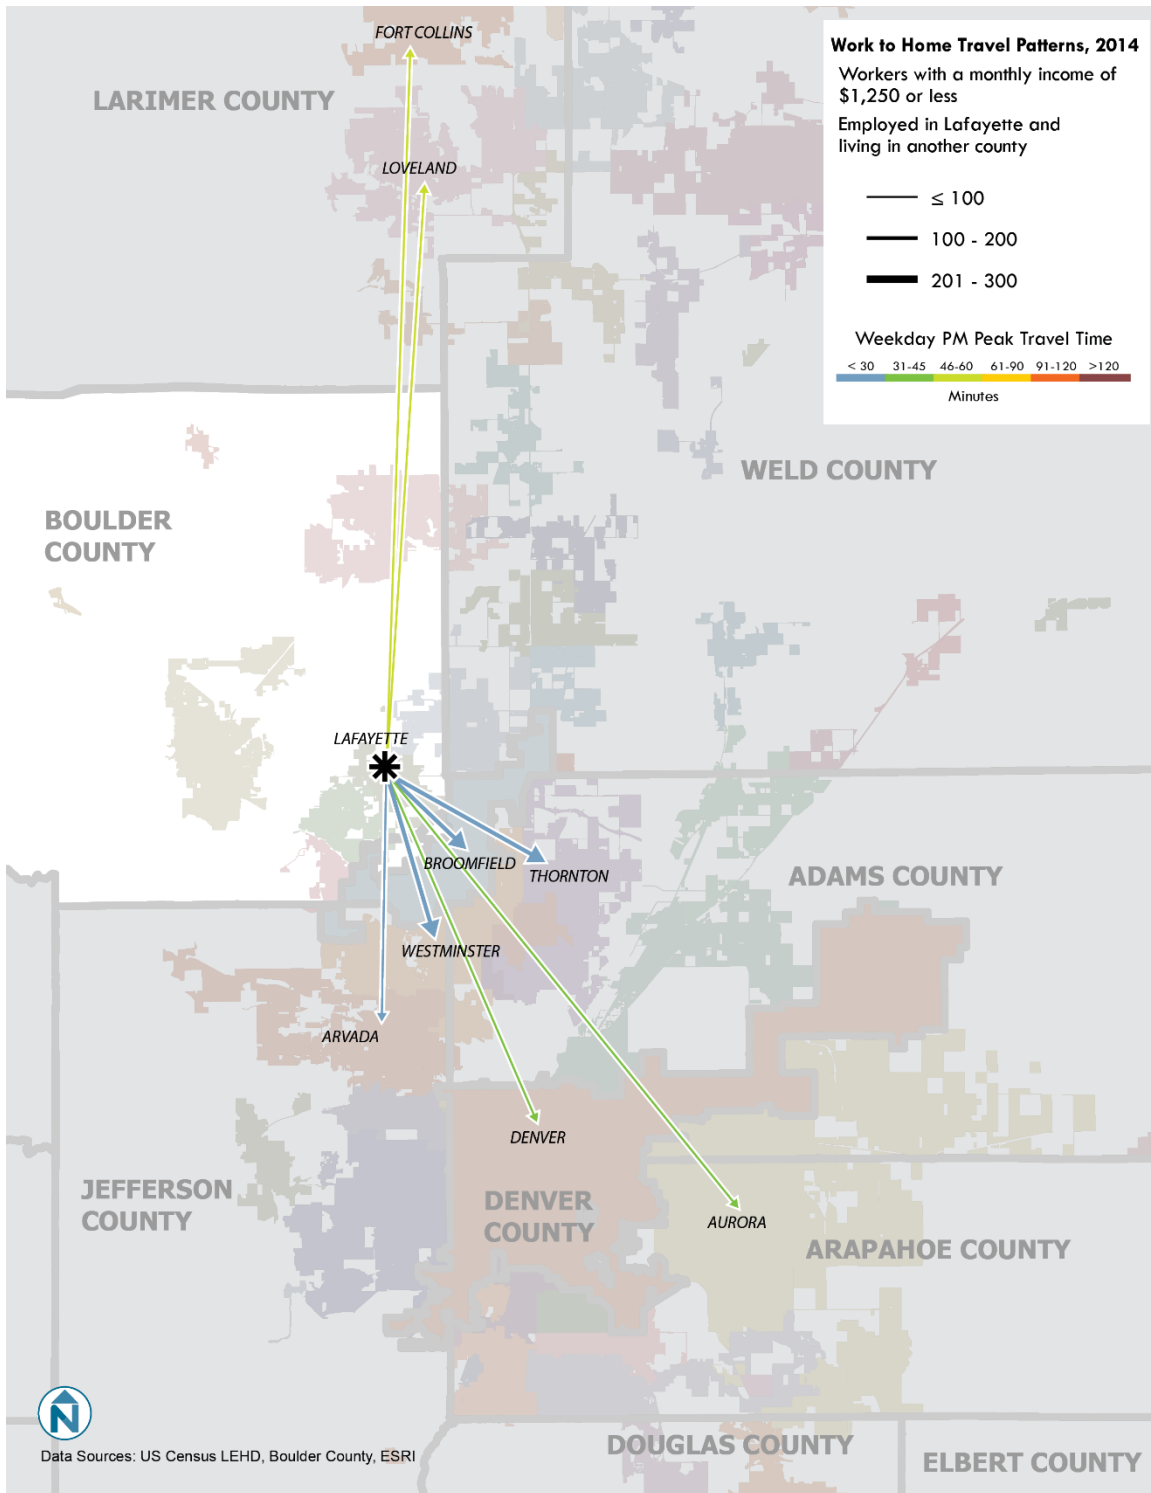 FORT COLLINS
LARIMER COUNTY
LOVELAND
Work to Home Travel Patterns, 2014
Workers with a monthly income of
$1,250 or less
Employed in Lafayette and
living in another county
≤ 100
100 - 200
201 - 300
Weekday PM Peak Travel Time
< 30 31-45 46-60 61-90 91-120 >120
Minutes
WELD COUNTY
BOULDER
COUNTY
LAFAYETTE
BROOMFIELD
THORNTON
ADAMS COUNTY
WESTMINSTER
ARVADA
DENVER
JEFFERSON
COUNTY
DENVER
COUNTY
AURORA
ARAPAHOE COUNTY
N
Data Sources: US Census LEHD, Boulder County, ESRI
DOUGLAS COUNTY
ELBERT COUNTY